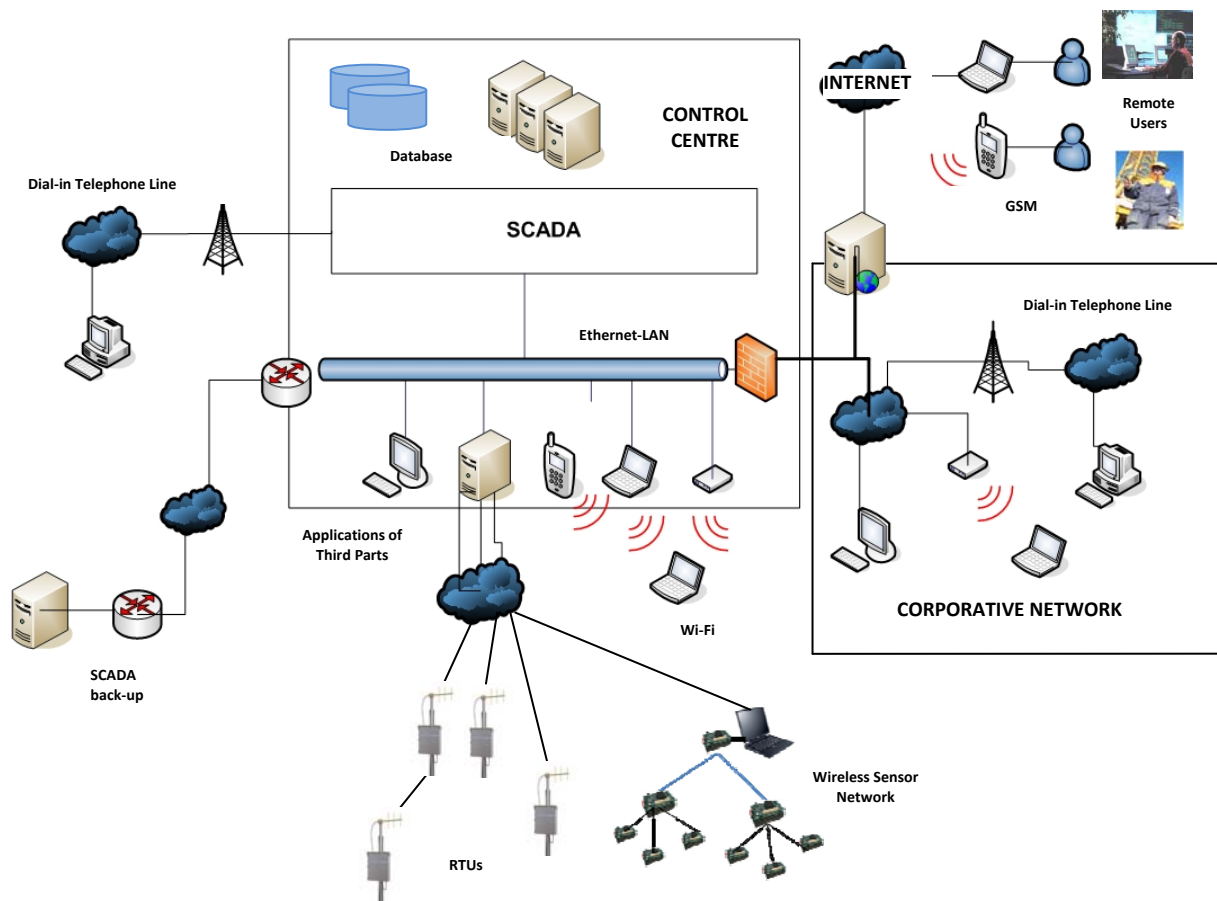 INTERNET
Remote
Users
CONTROL
CENTRE
Database
Dial-in Telephone Line
GSM
SCADA
Dial-in Telephone Line
Ethernet-LAN
Applications of
Third Parts
Wi-Fi
CORPORATIVE NETWORK
SCADA
back-up
Wireless Sensor
Network
RTUs